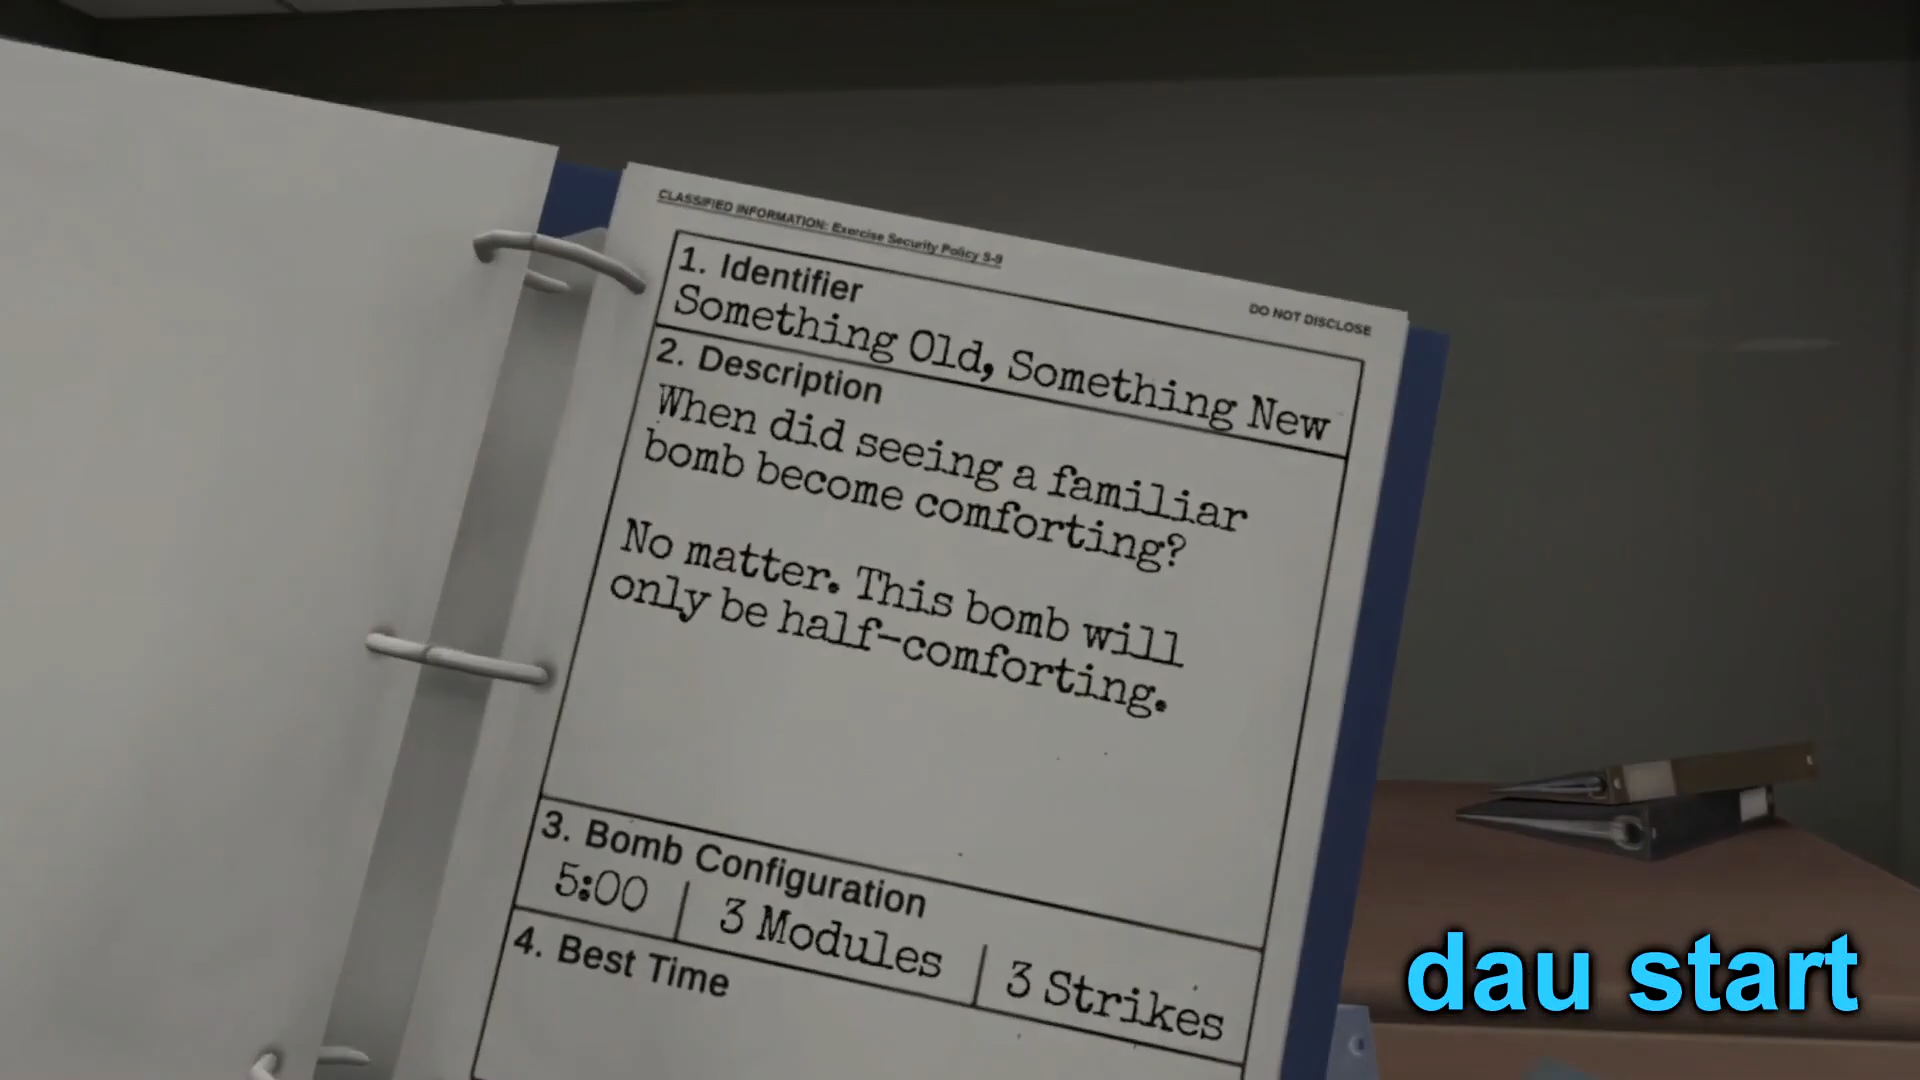 CLASSIFIED INFORMATION: Exercise Security Policy S-9
DO NOT DISCLOSE
1. Identifier
Something Old, Something New
2. Description
When did seeing a familiar
bomb become comforting?
No matter. This bomb will
only be half-comforting.
3. Bomb Configuration
5:00 | 3 Modules | 3 Strikes
4. Best Time
dau start